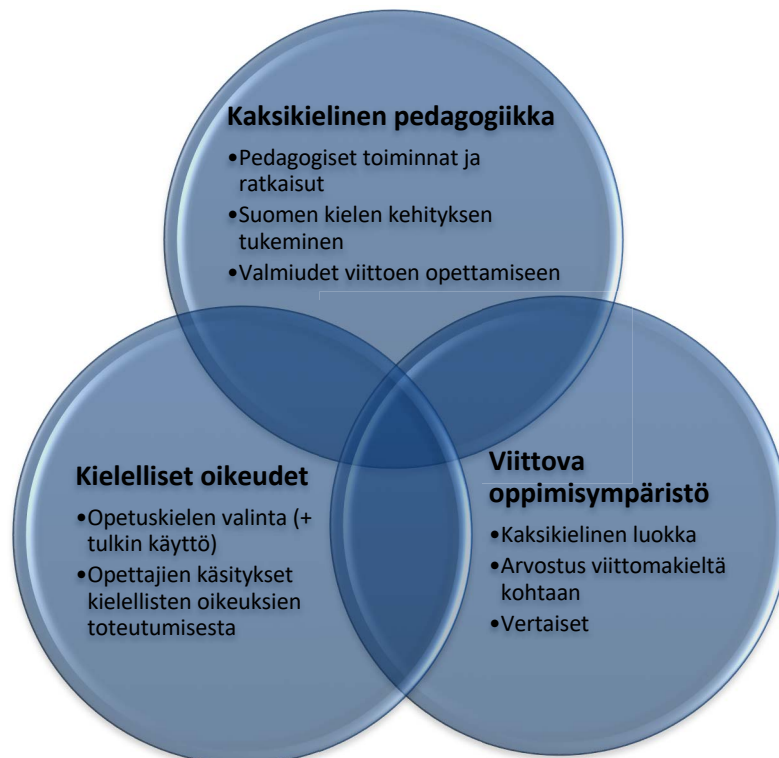 Kaksikielinen pedagogiikka
•Pedagogiset toiminnat ja
ratkaisut
•Suomen kielen kehityksen
tukeminen
•Valmiudet viittoen opettamiseen
Kielelliset oikeudet
•Opetuskielen valinta (+
tulkin käyttö)
•Opettajien käsitykset
kielellisten oikeuksien
toteutumisesta
Viittova
oppimisympäristö
•Kaksikielinen luokka
•Arvostus viittomakieltä
kohtaan
•Vertaiset